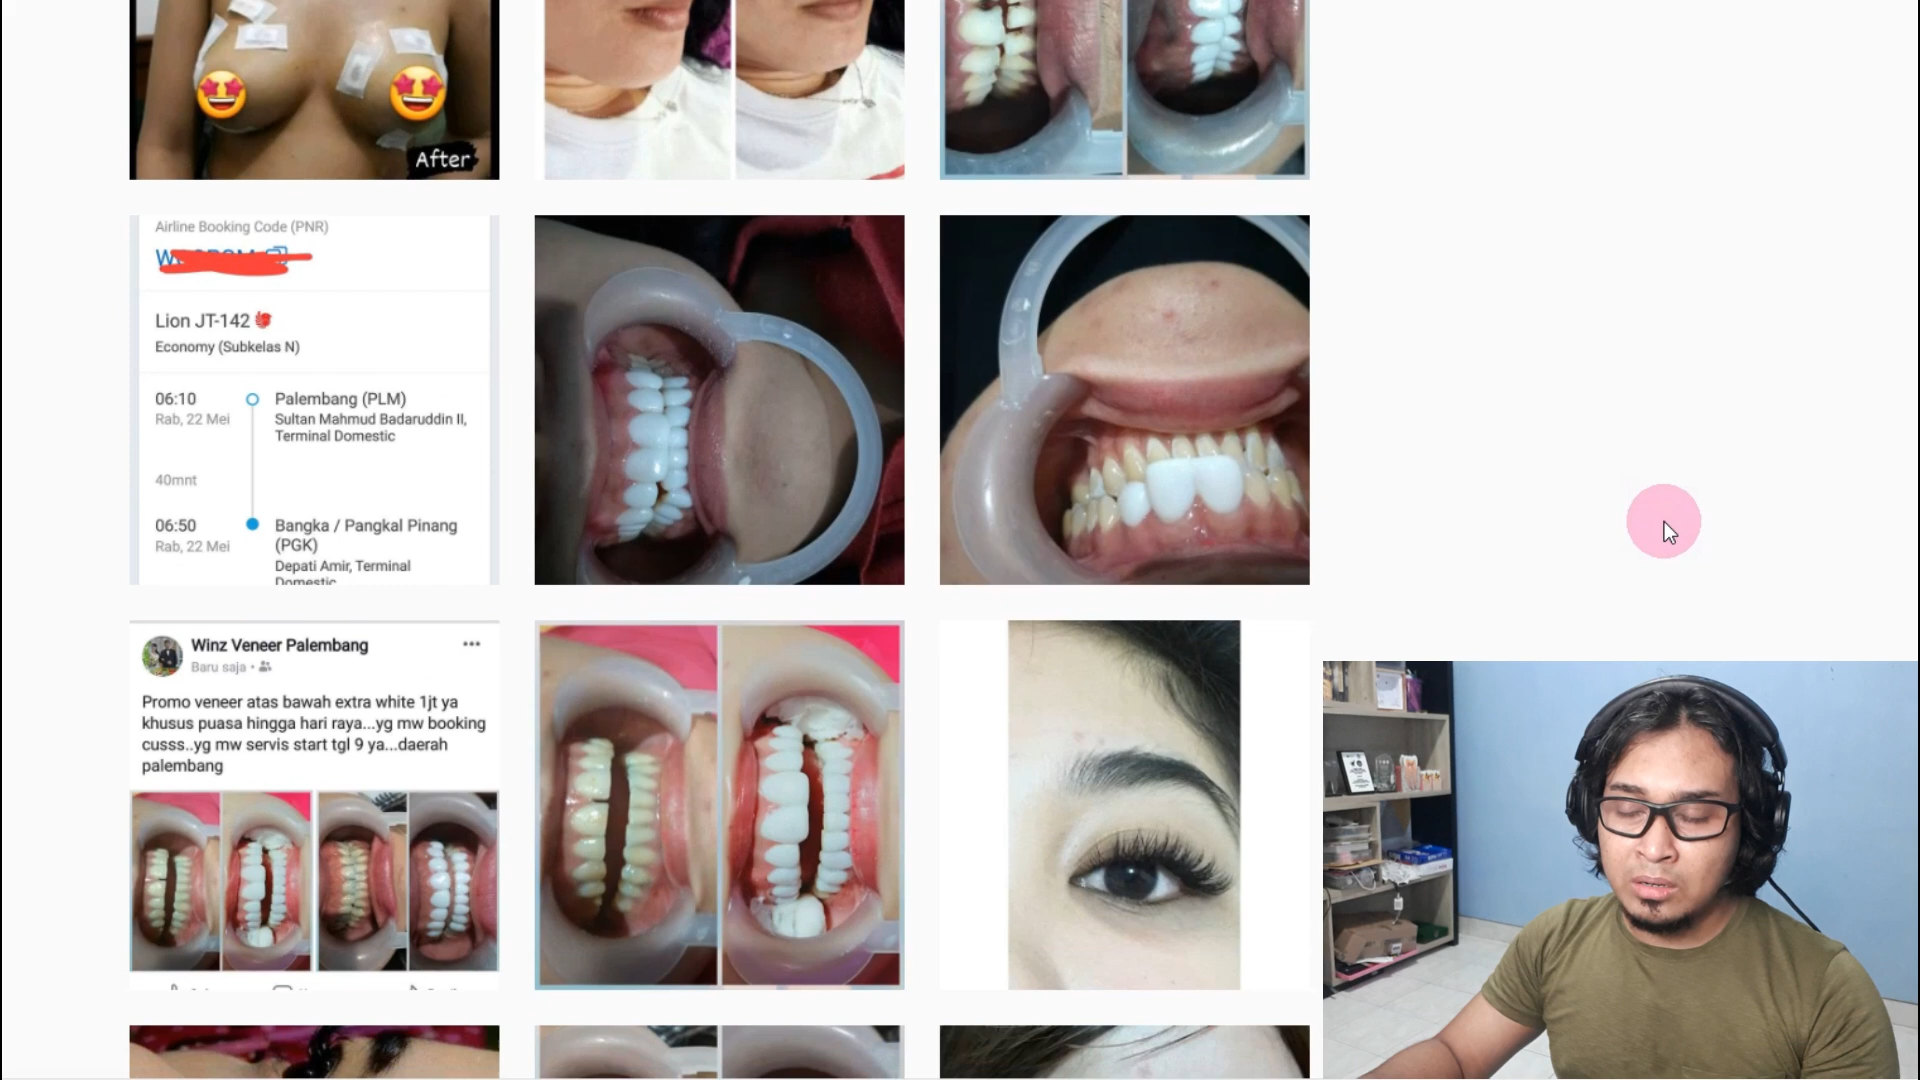 After
Airline Booking Code (PNR)
Lion JT-142
Economy (Subkelas N)
06:10
Rab, 22 Mei
Palembang (PLM)
Sultan Mahmud Badaruddin II,
Terminal Domestic
40mnt
06:50
Rab, 22 Mei
Bangka / Pangkal Pinang
(PGK)
Depati Amir, Terminal
Domestic
Winz Veneer Palembang
Baru saja
Promo veneer atas bawah extra white 1jt ya
khusus puasa hingga hari raya...yg mw booking
cusss..yg mw servis start tgl 9 ya...daerah
palembang